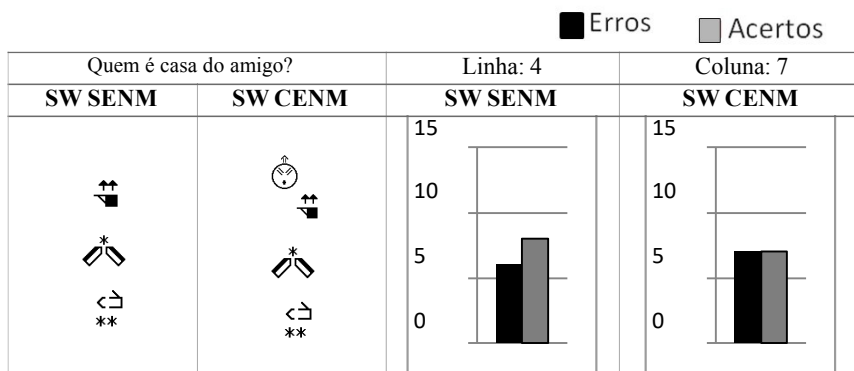 Erros Acertos
Quem é casa do amigo? Linha: 4 Coluna: 7
SW SENM SW CENM SW SENM SW CENM
15 15
10 10
5 5
0 0